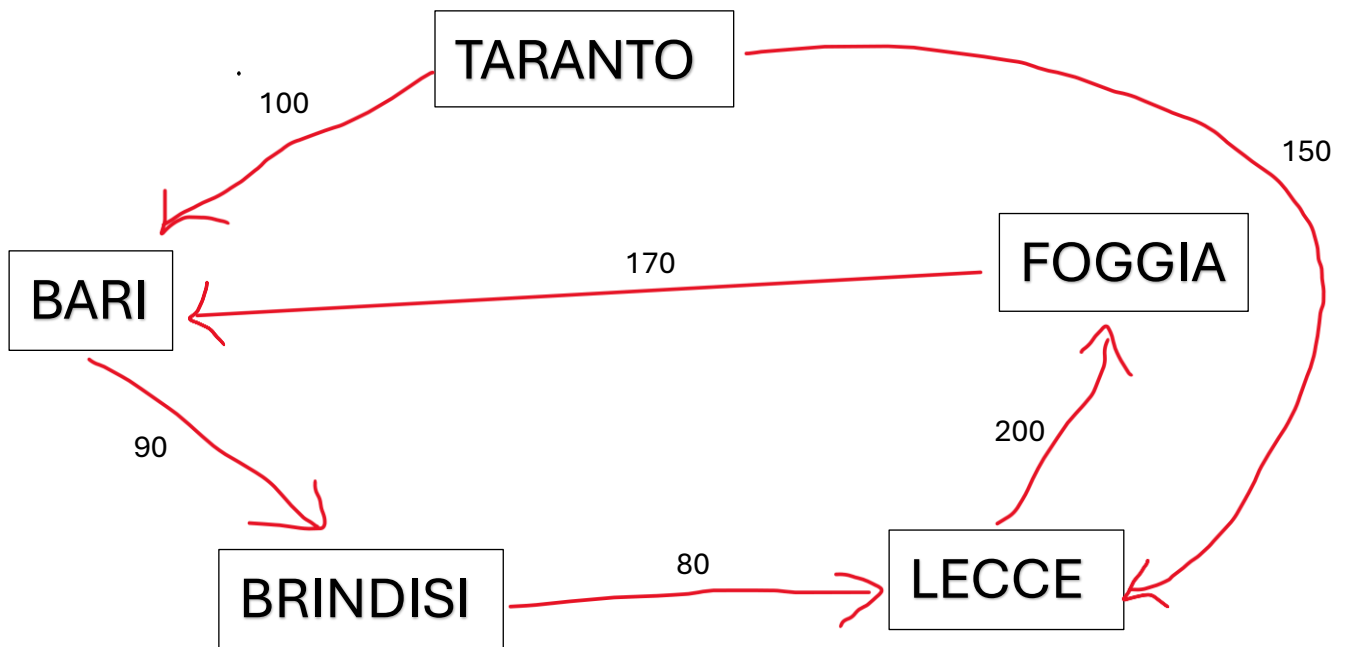 TARANTO
100
150
FOGGIA
170
BARI
200
90
80
LECCE
BRINDISI